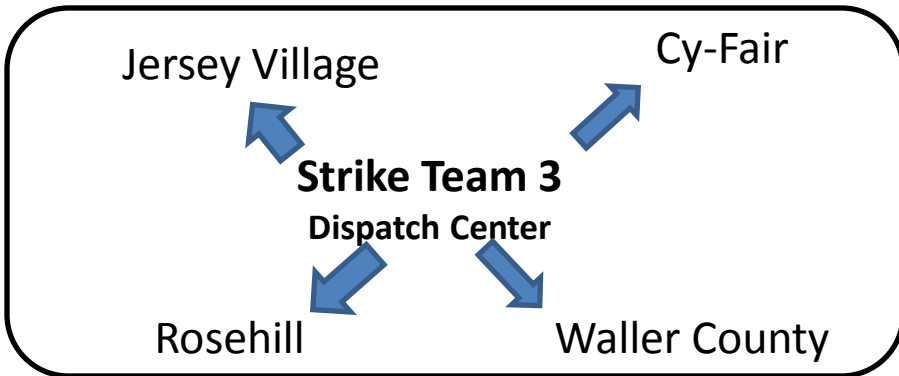 Jersey Village
Cy-Fair
Strike Team 3
Dispatch Center
Rosehill
Waller County